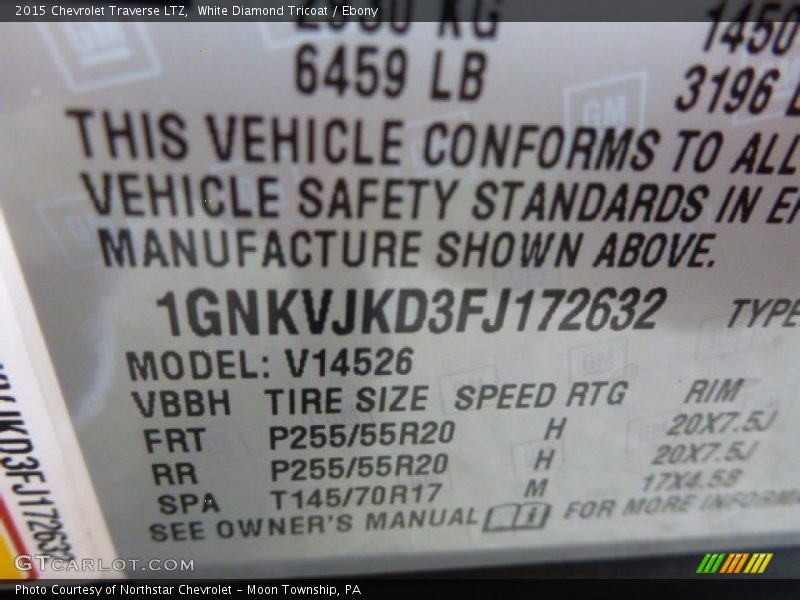 2015 Chevrolet Traverse LTZ, White Diamond Tricoat / Ebony
KG 1450
6459 LB 3196
THIS VEHICLE CONFORMS TO ALL
VEHICLE SAFETY STANDARDS IN
MANUFACTURE SHOWN ABOVE.
1GNKVJKD3FJ172632 TYPE
MODEL: V14526
VBBH TIRE SIZE SPEED RTG RIM
FRT P255/55R20 H 20X7.5J
RR P255/55R20 H 20X7.5J
SPA T145/70R17 M 17X4.5B
SEE OWNER'S MANUAL FOR MORE INFORMATION
GTCARLOT.COM
Photo Courtesy of Northstar Chevrolet - Moon Township, PA